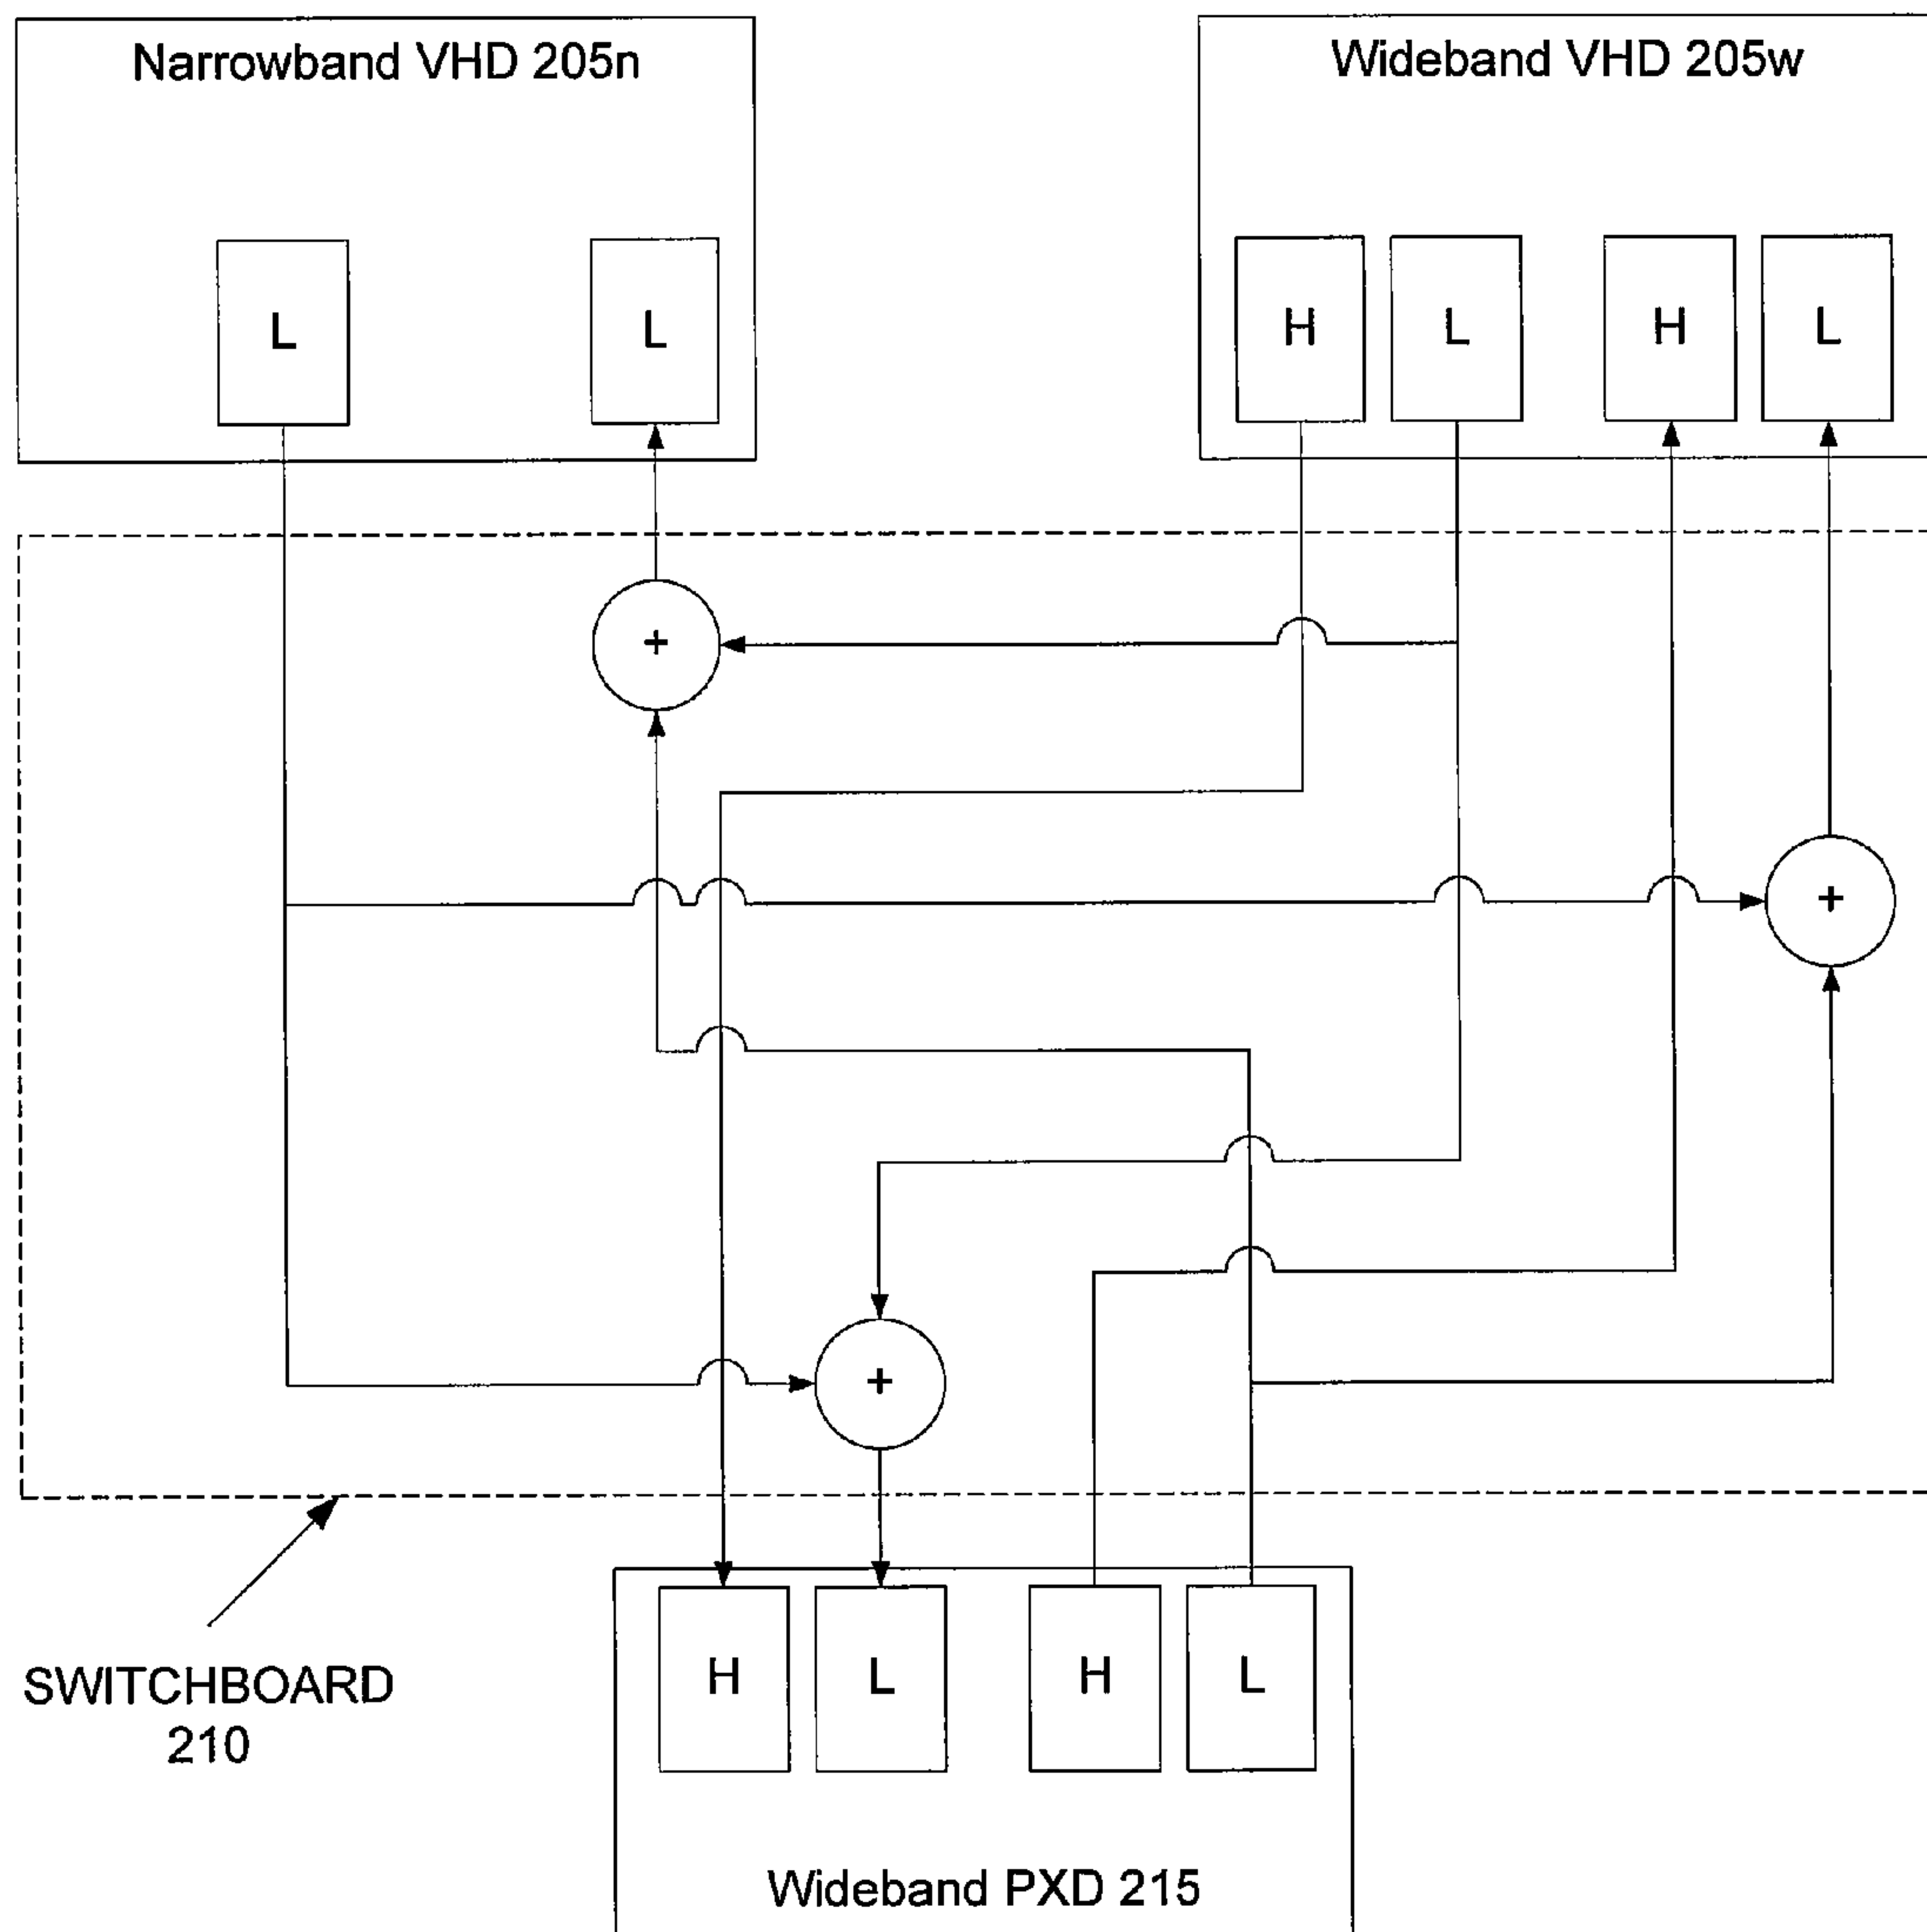 Narrowband VHD 205n
Wideband VHD 205w
L
L
H
L
H
L
+
+
+
H
L
H
L
SWITCHBOARD
210
Wideband PXD 215